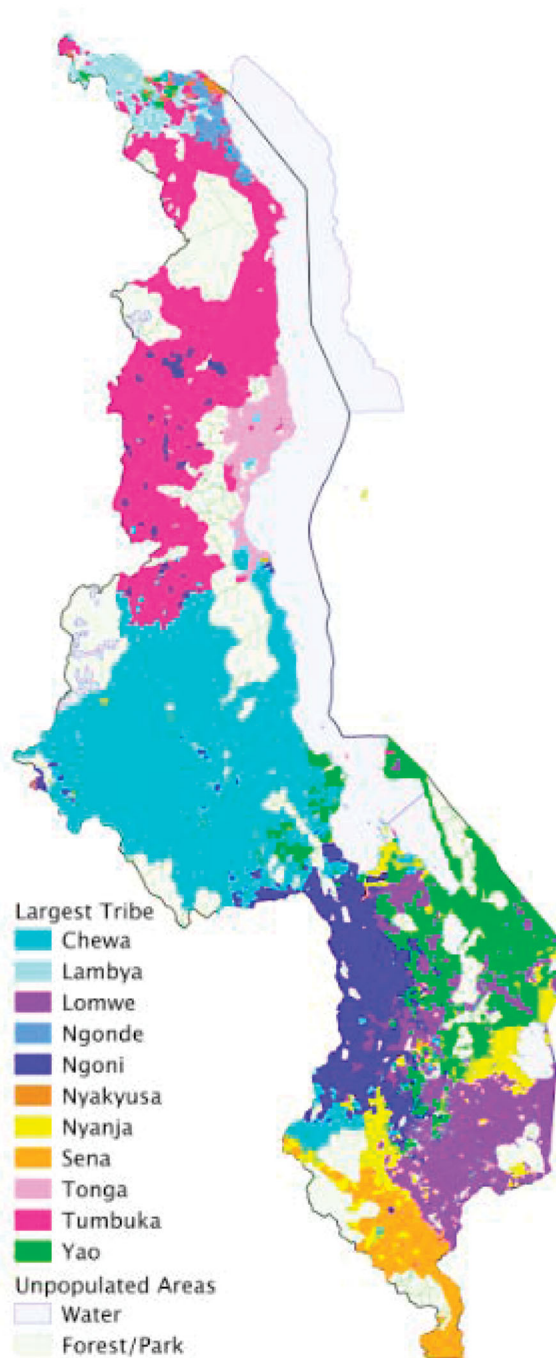 Largest Tribe
Chewa
Lambya
Lomwe
Ngonde
Ngoni
Nyakyusa
Nyanja
Sena
Tonga
Tumbuka
Yao
Unpopulated Areas
Water
Forest/Park